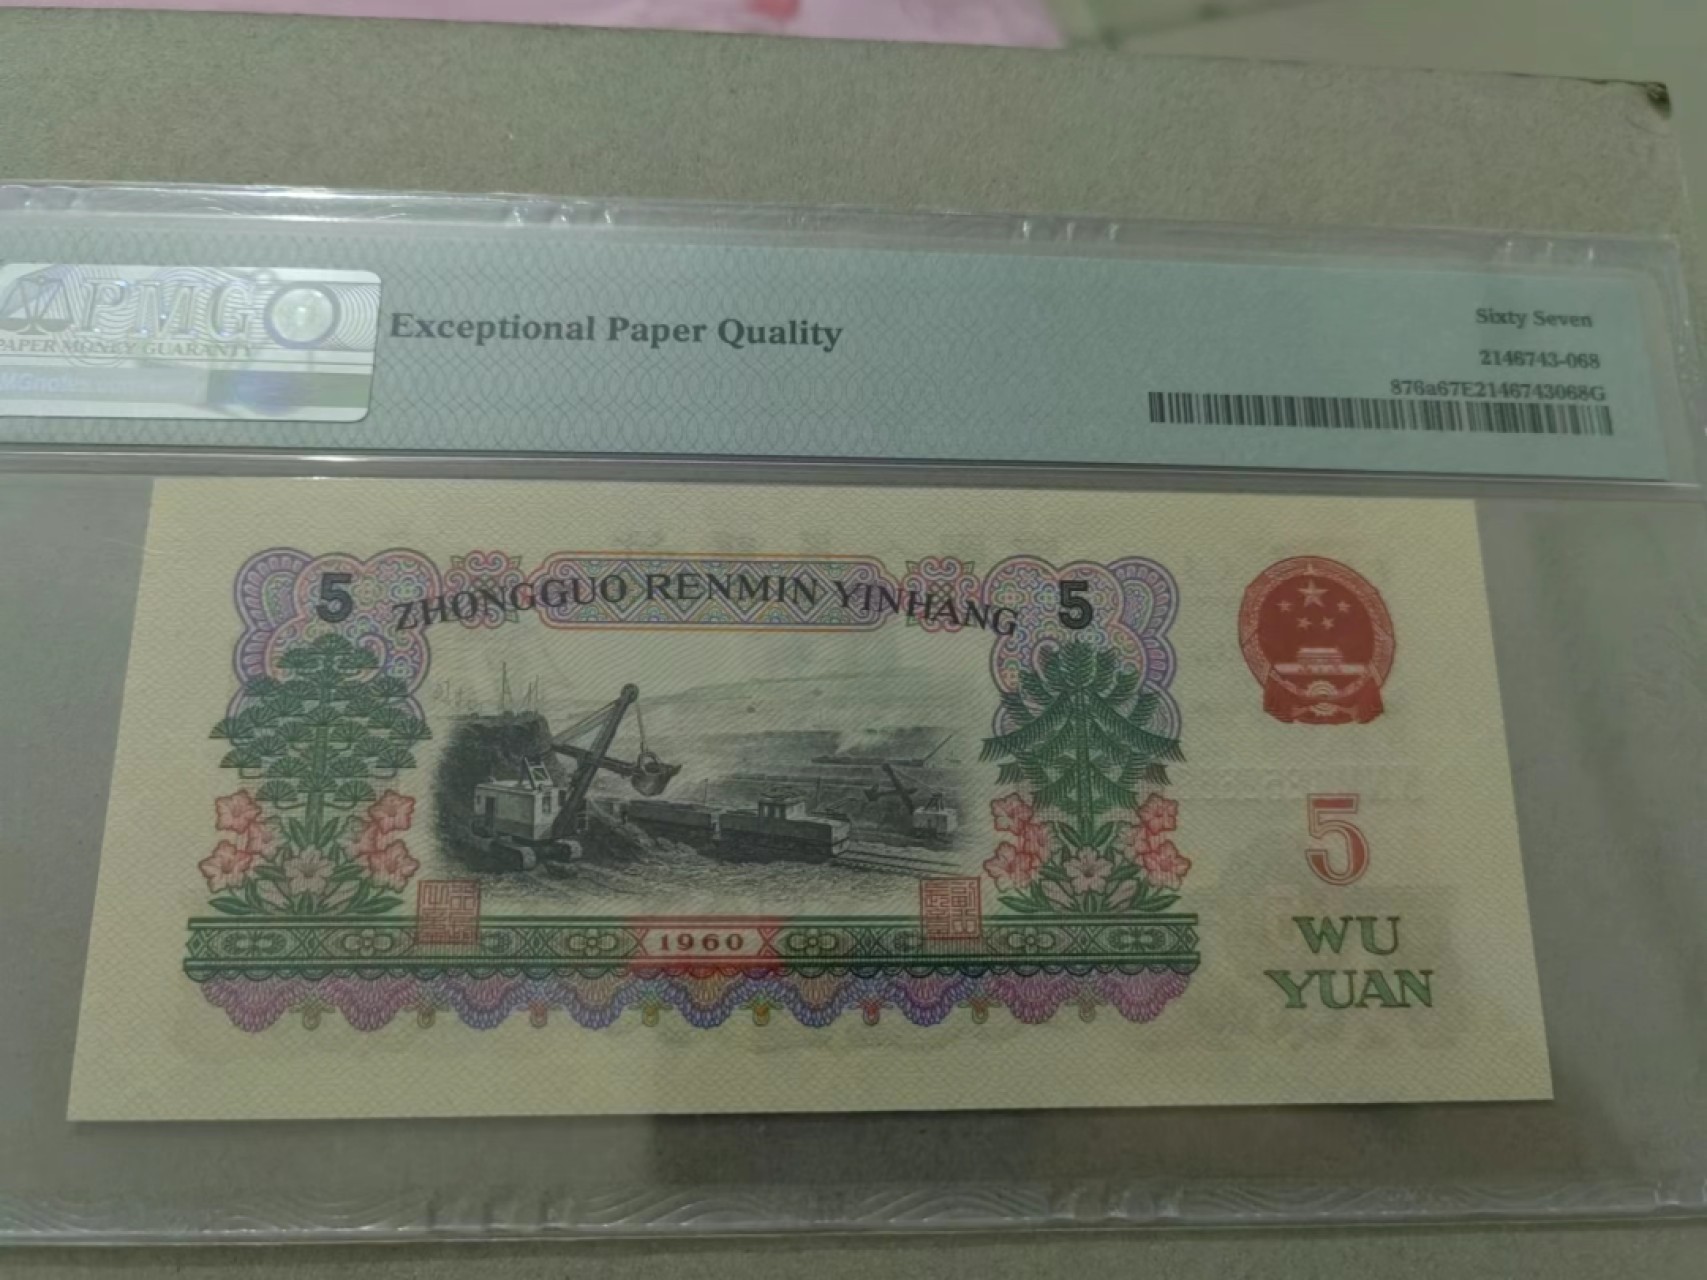 PMG
PAPER MONEY GUARANTY
Exceptional Paper Quality
Sixty Seven
2146743-068
876a67E2146743068G
5 ZHONGGUO RENMIN YINHANG 5
5
1960
WU
YUAN